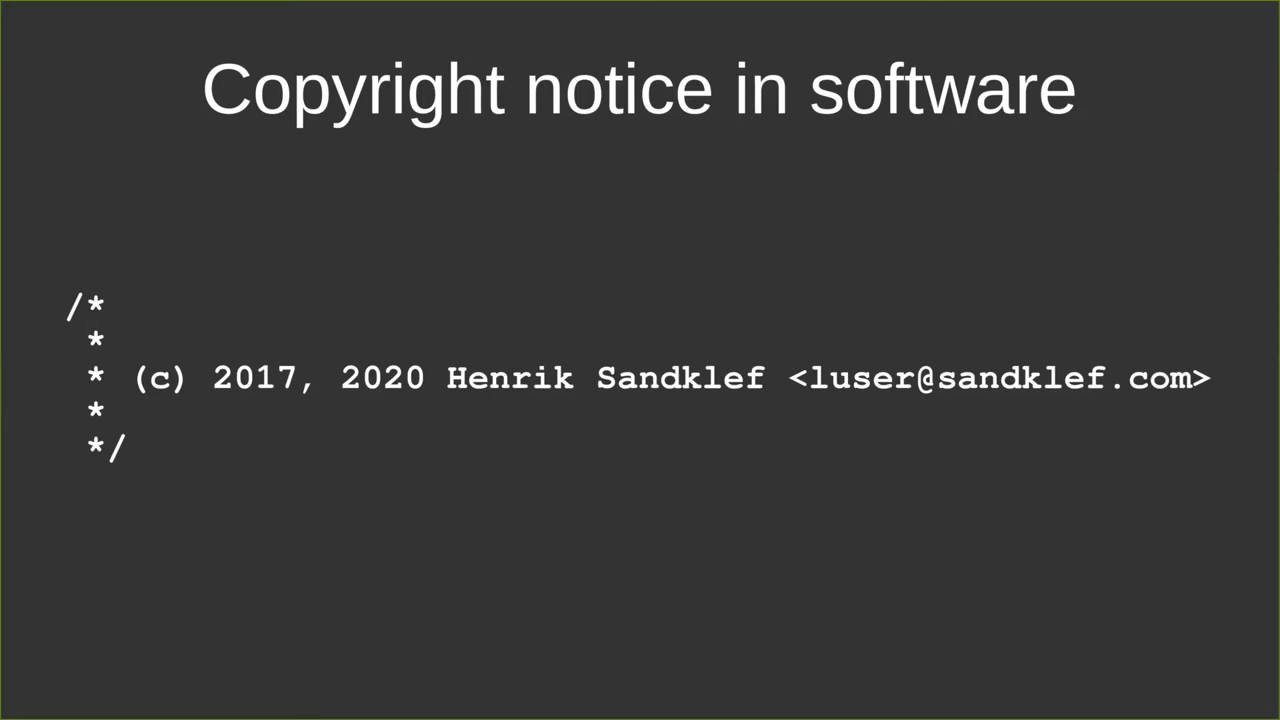 Copyright notice in software
/*
*
* (c) 2017, 2020 Henrik Sandklef <luser@sandklef.com>
*
*/